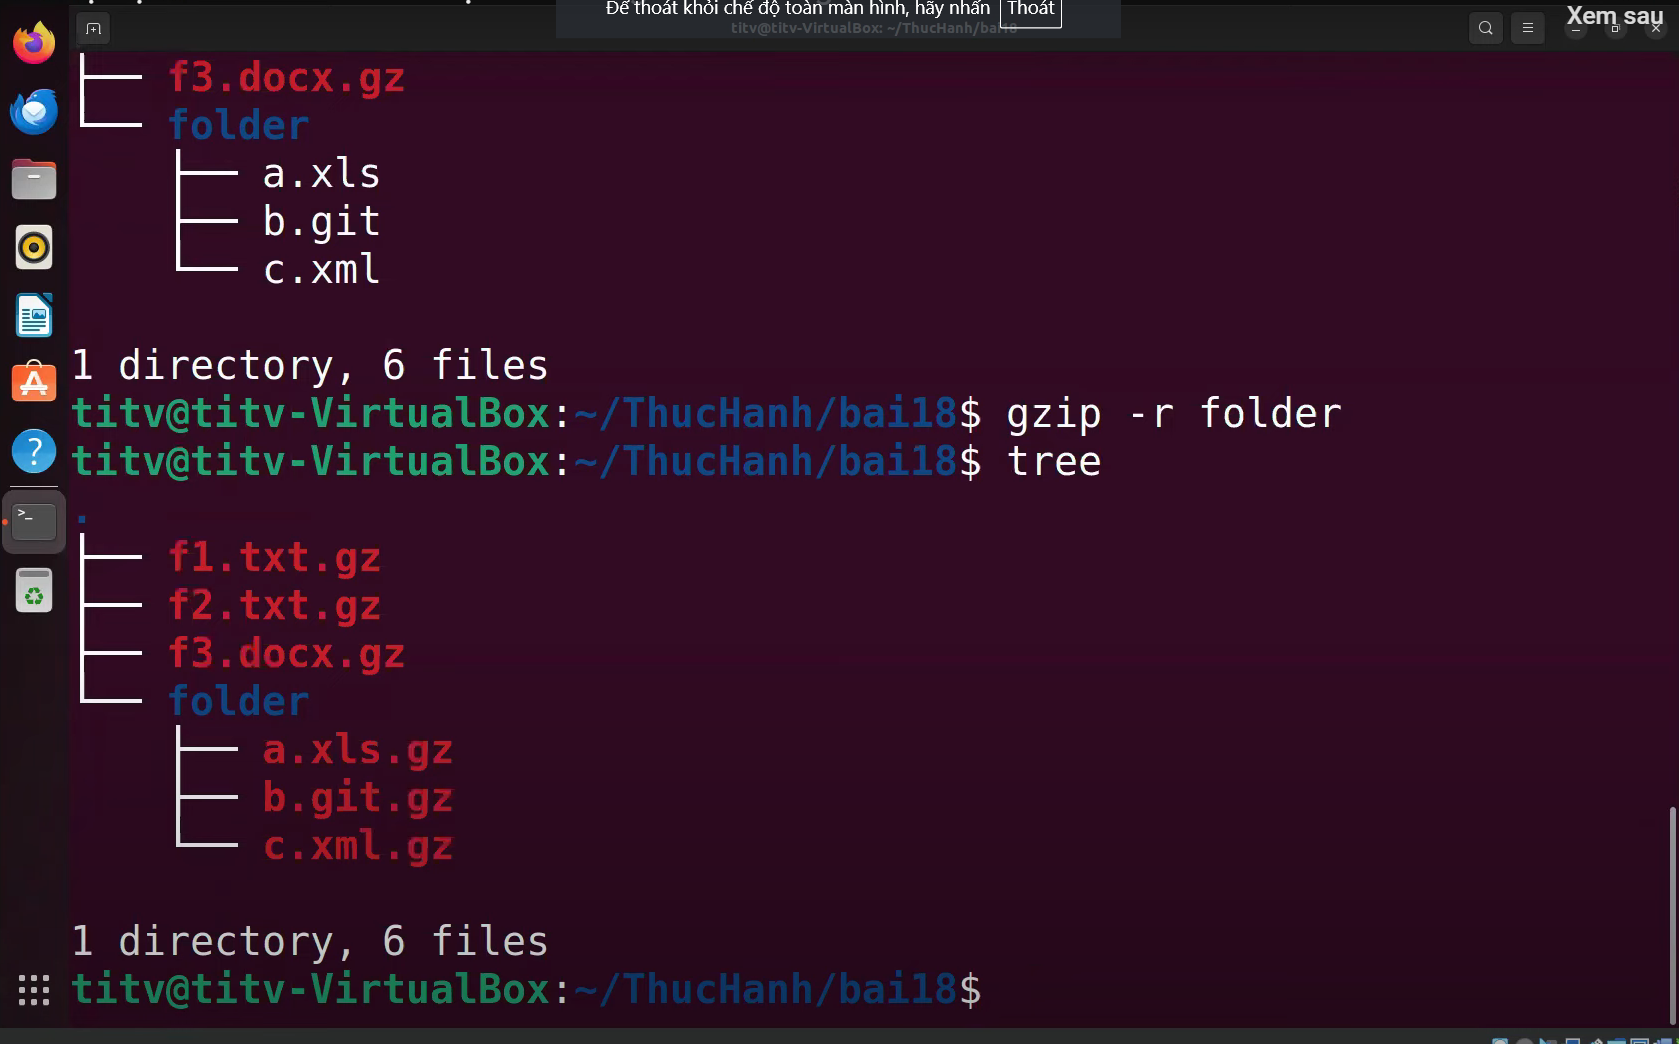 Để thoát khỏi chế độ toàn màn hình, hãy nhấn Thoát
Xem sau
titv@titv-VirtualBox: ~/ThucHanh/bai18
├── f3.docx.gz
└── folder
    ├── a.xls
    ├── b.git
    └── c.xml
1 directory, 6 files
titv@titv-VirtualBox:~/ThucHanh/bai18$ gzip -r folder
titv@titv-VirtualBox:~/ThucHanh/bai18$ tree
.
├── f1.txt.gz
├── f2.txt.gz
├── f3.docx.gz
└── folder
    ├── a.xls.gz
    ├── b.git.gz
    └── c.xml.gz
1 directory, 6 files
titv@titv-VirtualBox:~/ThucHanh/bai18$